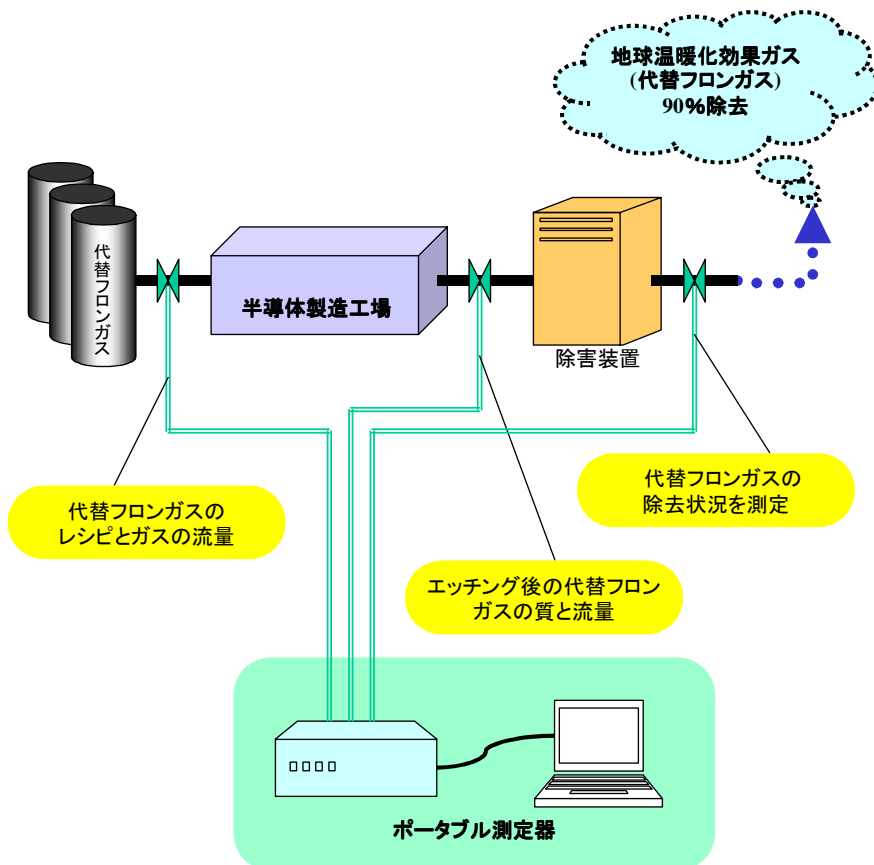 地球温暖化効果ガス
(代替フロンガス)
90%除去
代替フロンガス
半導体製造工場
除害装置
代替フロンガスの
レシピとガスの流量
代替フロンガスの
除去状況を測定
エッチング後の代替フロン
ガスの質と流量
ポータブル測定器